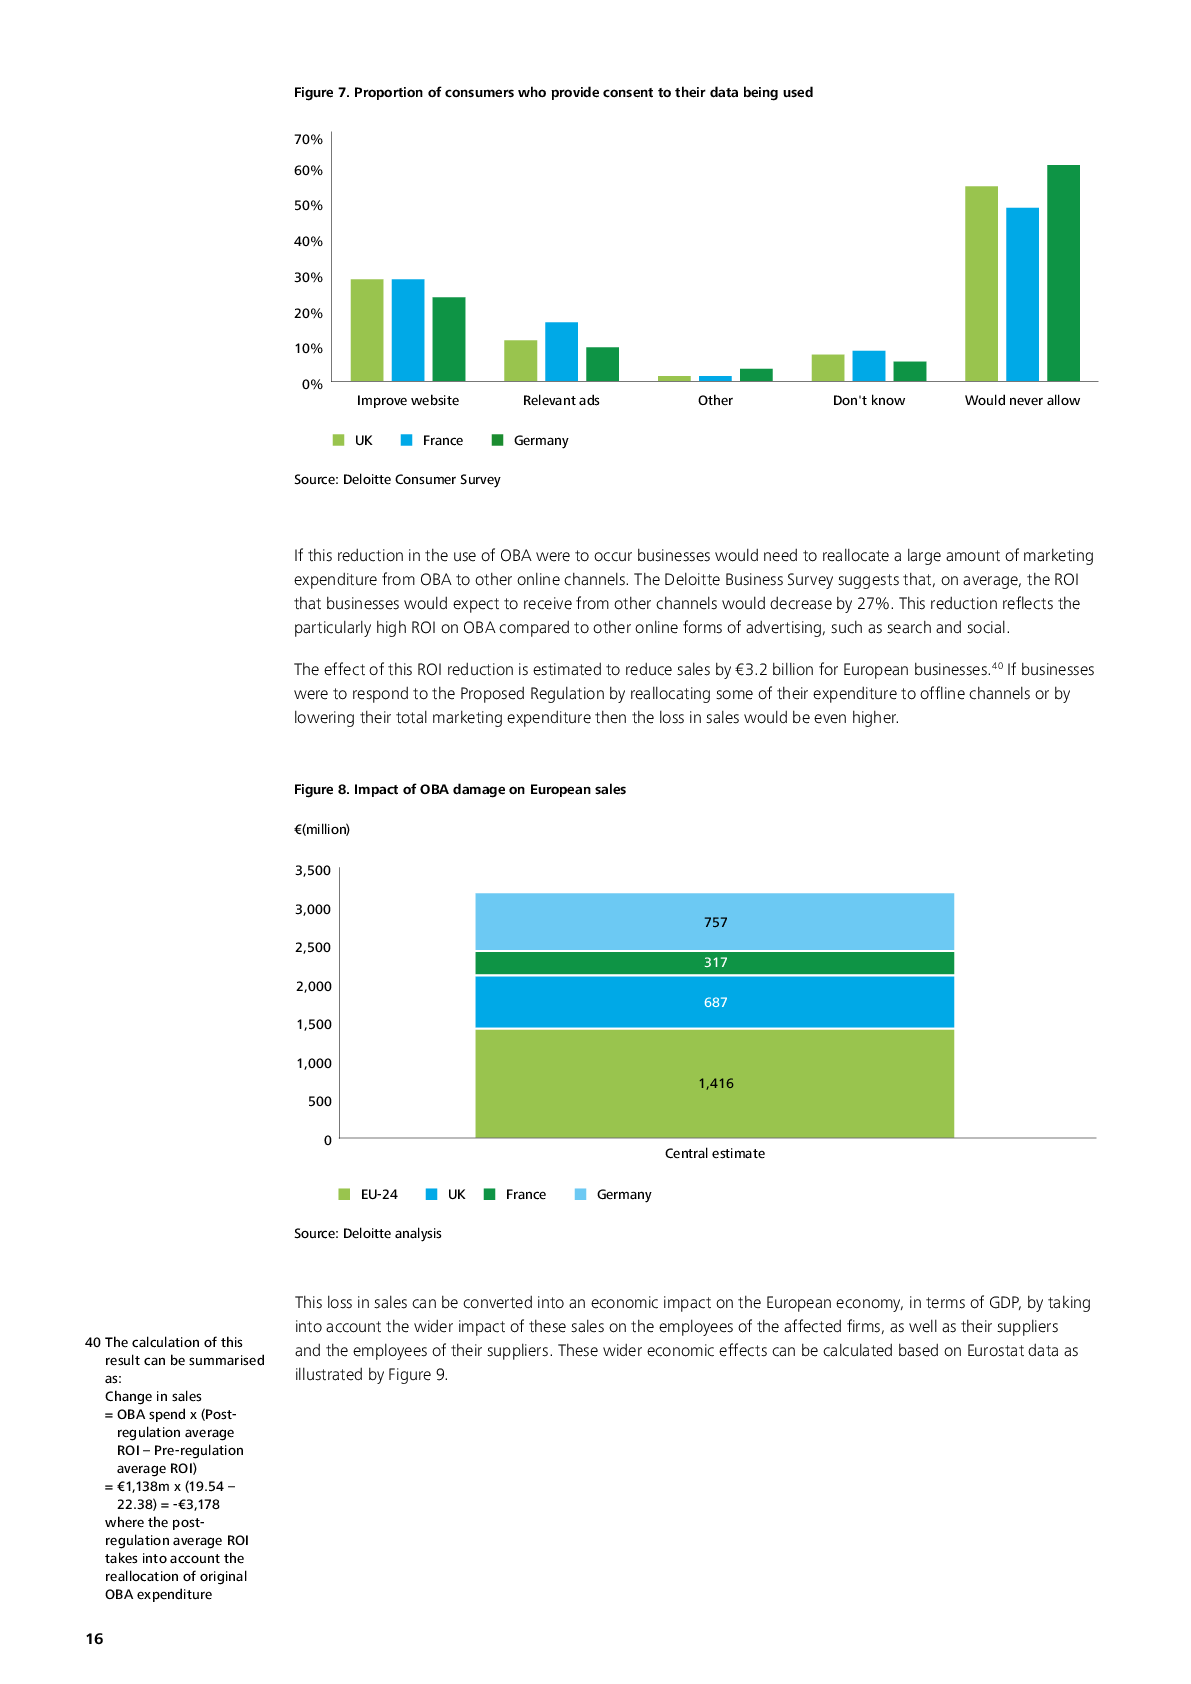 Figure 7. Proportion of consumers who provide consent to their data being used
70%
60%
50%
40%
30%
20%
10%
0%
Improve website
Relevant ads
Other
Don't know
Would never allow
UK
France
Germany
Source: Deloitte Consumer Survey
If this reduction in the use of OBA were to occur businesses would need to reallocate a large amount of marketing
expenditure from OBA to other online channels. The Deloitte Business Survey suggests that, on average, the ROI
that businesses would expect to receive from other channels would decrease by 27%. This reduction reflects the
particularly high ROI on OBA compared to other online forms of advertising, such as search and social.
The effect of this ROI reduction is estimated to reduce sales by €3.2 billion for European businesses.40 If businesses
were to respond to the Proposed Regulation by reallocating some of their expenditure to offline channels or by
lowering their total marketing expenditure then the loss in sales would be even higher.
Figure 8. Impact of OBA damage on European sales
€(million)
3,500
3,000
2,500
2,000
1,500
1,000
500
0
757
317
687
1,416
Central estimate
EU-24
UK
France
Germany
Source: Deloitte analysis
This loss in sales can be converted into an economic impact on the European economy, in terms of GDP, by taking
into account the wider impact of these sales on the employees of the affected firms, as well as their suppliers
and the employees of their suppliers. These wider economic effects can be calculated based on Eurostat data as
illustrated by Figure 9.
40 The calculation of this
result can be summarised
as:
Change in sales
= OBA spend x (Post-
regulation average
ROI – Pre-regulation
average ROI)
= €1,138m x (19.54 –
22.38) = -€3,178
where the post-
regulation average ROI
takes into account the
reallocation of original
OBA expenditure
16